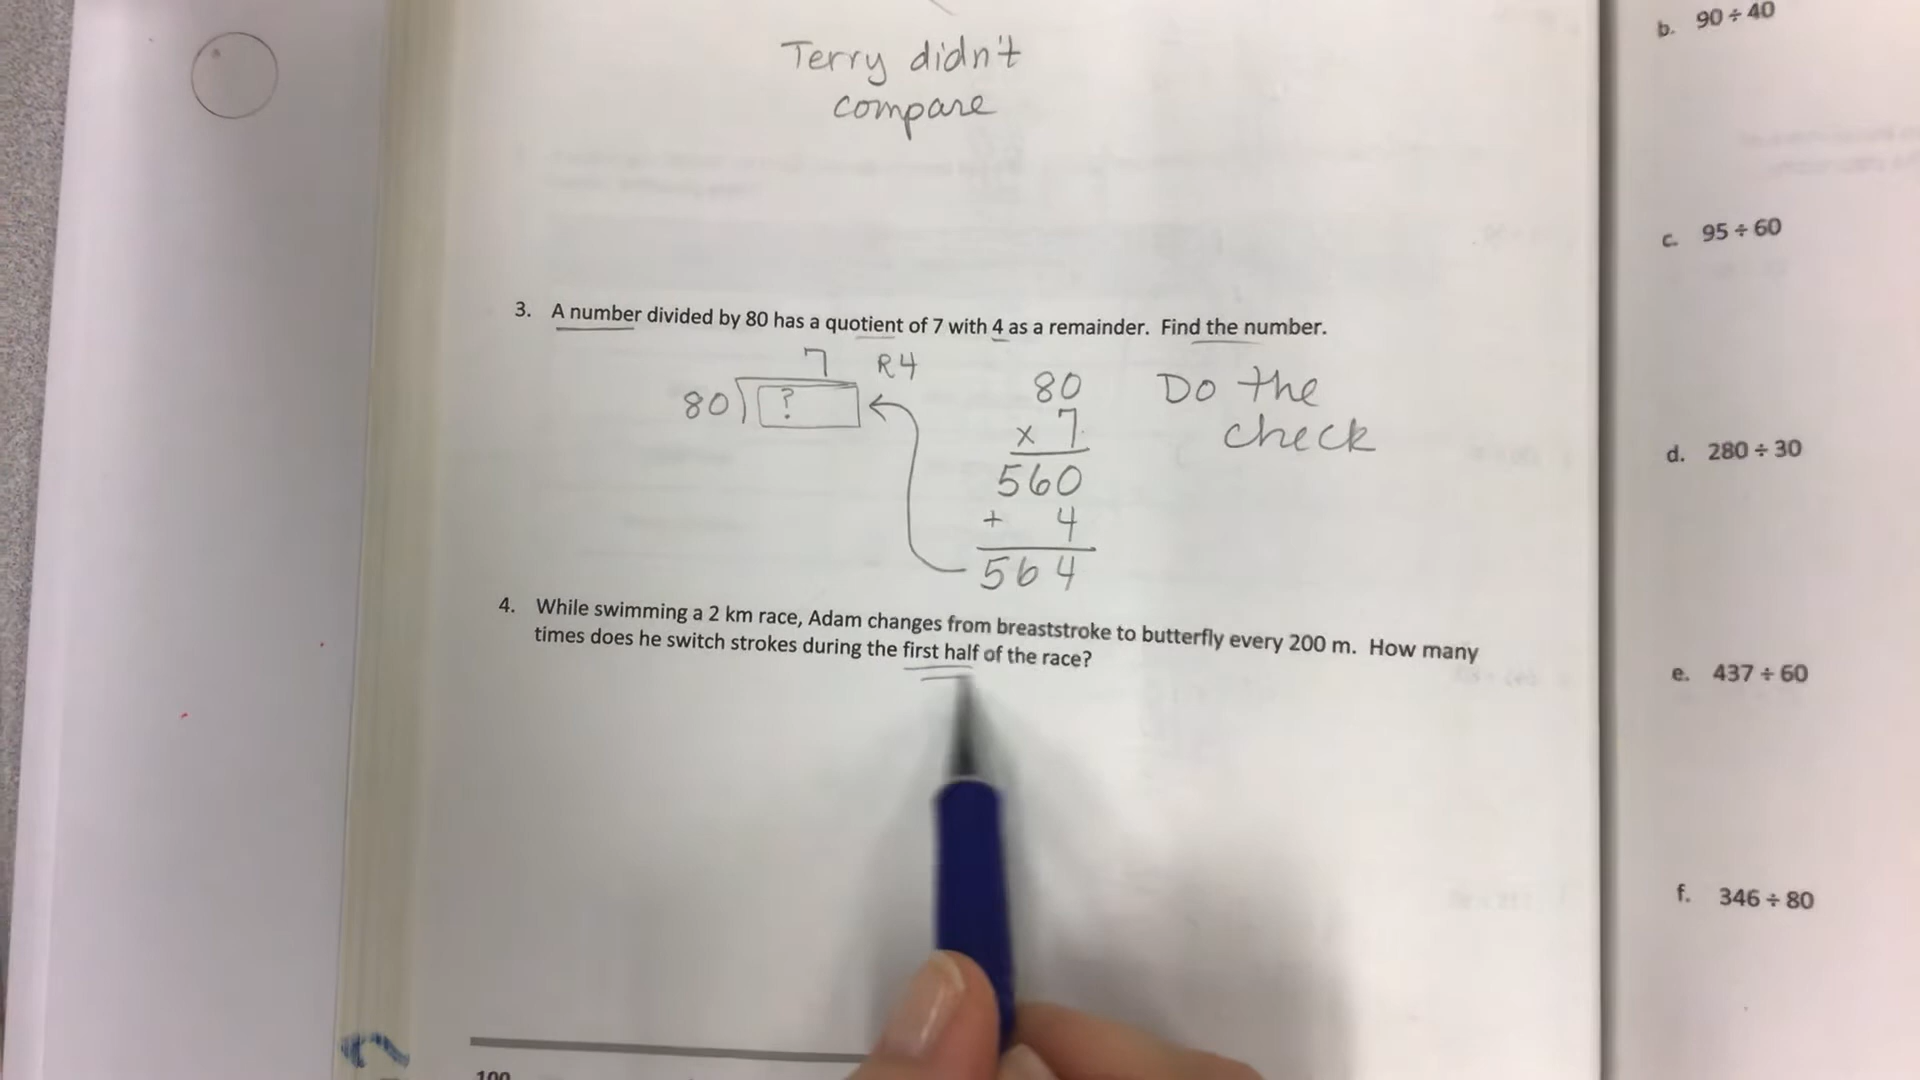 Terry didn't
compare
3. A number divided by 80 has a quotient of 7 with 4 as a remainder. Find the number.
7 R4
80 ?
80
x 7
560
+ 4
564
Do the
check
4. While swimming a 2 km race, Adam changes from breaststroke to butterfly every 200 m. How many
times does he switch strokes during the first half of the race?
b. 90 ÷ 40
c. 95 ÷ 60
d. 280 ÷ 30
e. 437 ÷ 60
f. 346 ÷ 80